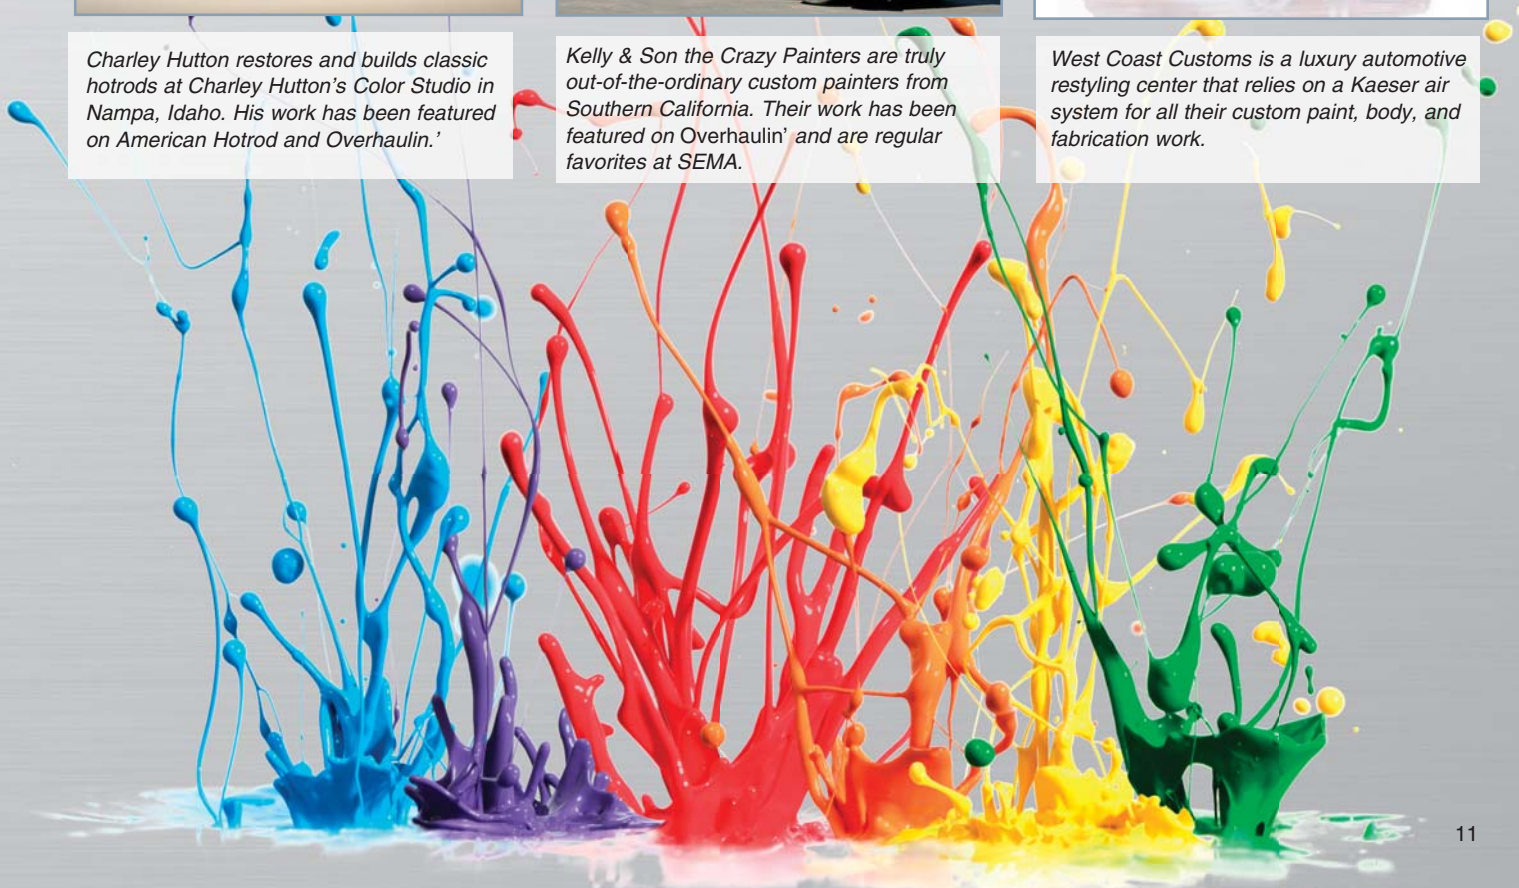 Charley Hutton restores and builds classic
hotrods at Charley Hutton's Color Studio in
Nampa, Idaho. His work has been featured
on American Hotrod and Overhaulin.’
Kelly & Son the Crazy Painters are truly
out-of-the-ordinary custom painters from
Southern California. Their work has been
featured on Overhaulin’ and are regular
favorites at SEMA.
West Coast Customs is a luxury automotive
restyling center that relies on a Kaeser air
system for all their custom paint, body, and
fabrication work.
11